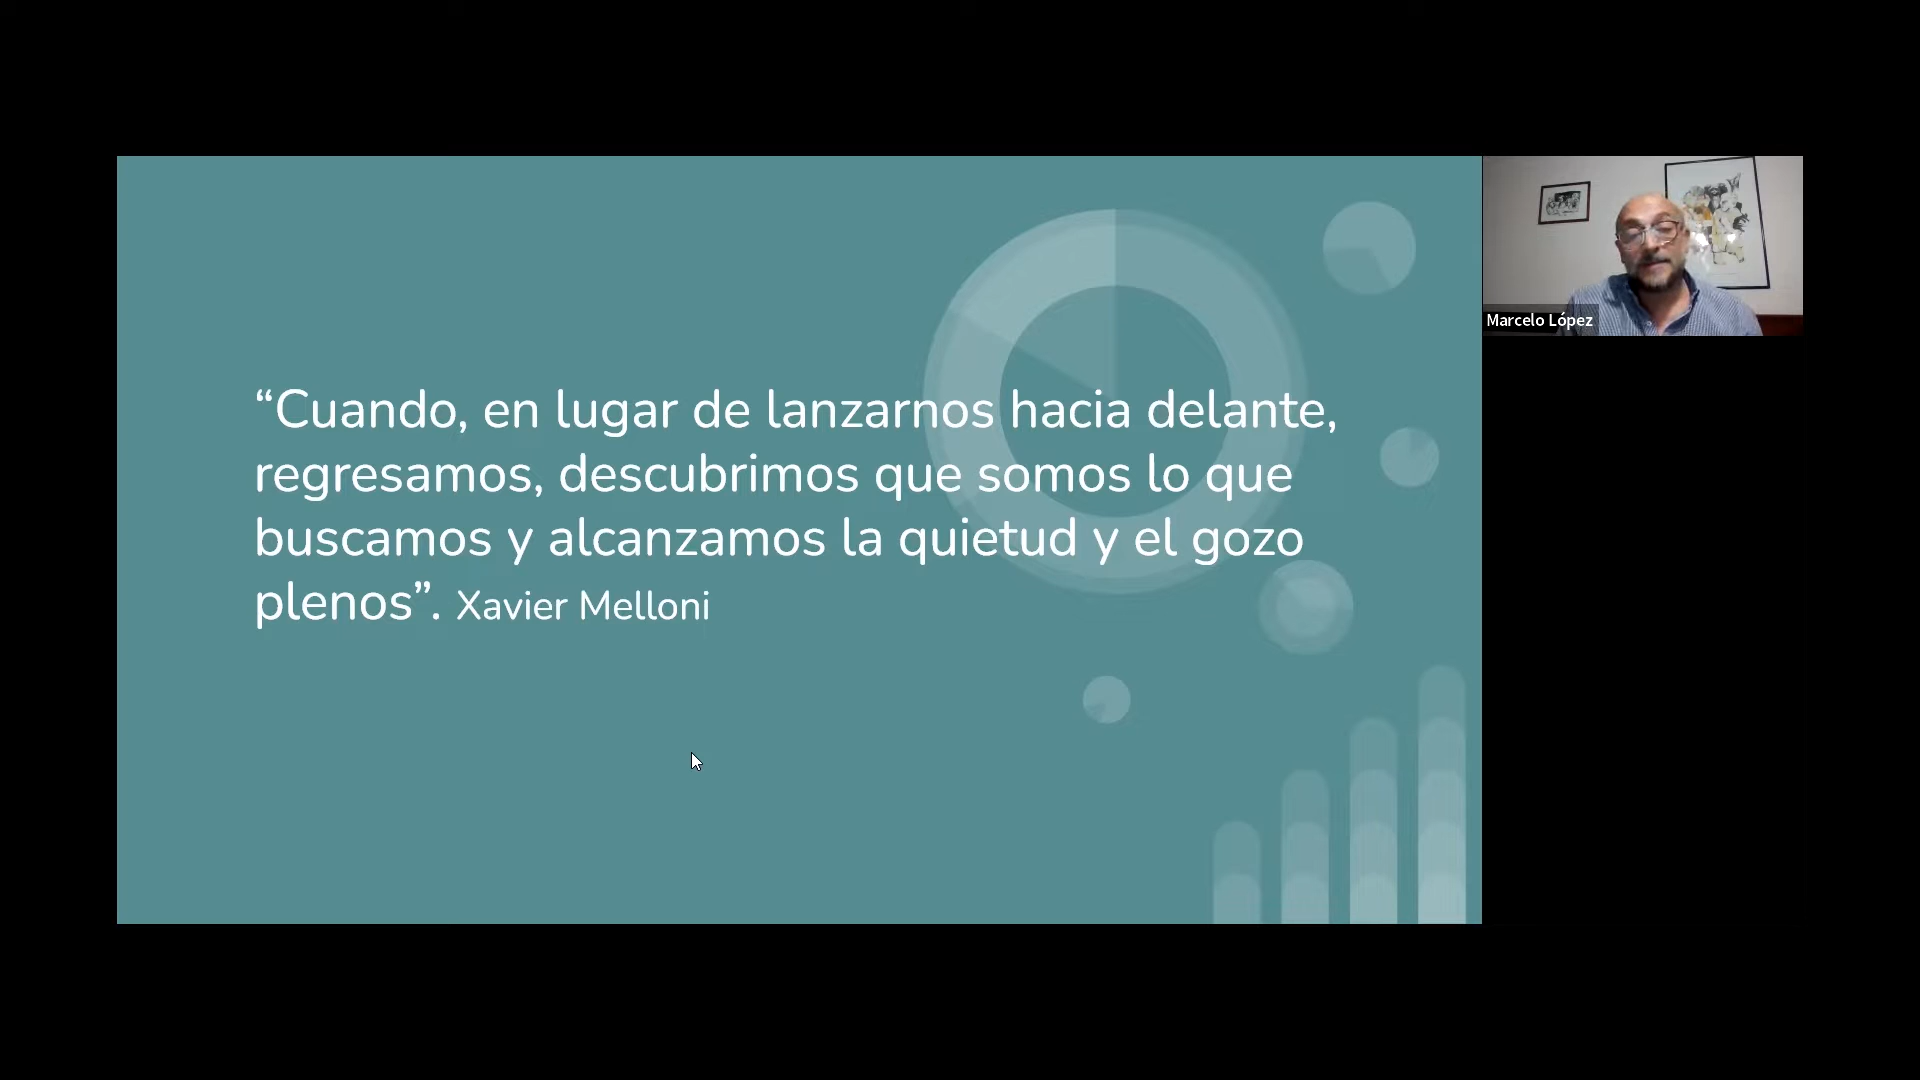 “Cuando, en lugar de lanzarnos hacia delante,
regresamos, descubrimos que somos lo que
buscamos y alcanzamos la quietud y el gozo
plenos”. Xavier Melloni
Marcelo López